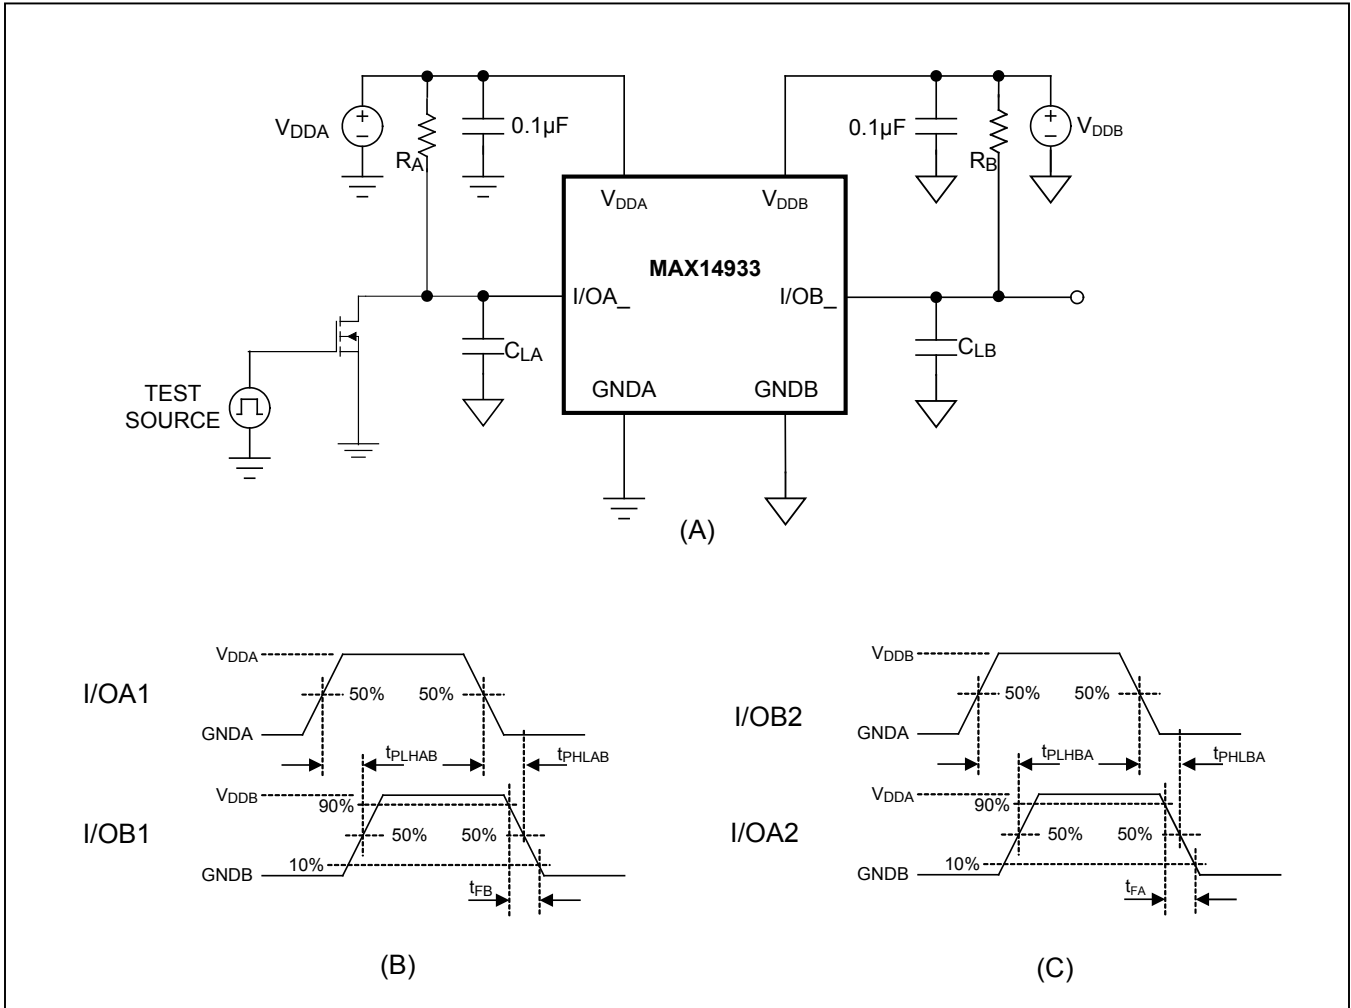 VDDA
RA
0.1µF
0.1µF
RB
VDDB
VDDA
VDDB
MAX14933
I/OA_
I/OB_
CLA
CLB
GNDA
GNDB
TEST
SOURCE
(A)
I/OA1
VDDA
50%
50%
GNDA
tPLHAB
tPHLAB
I/OB1
VDDB
90%
50%
50%
10%
GNDB
tFB
(B)
I/OB2
VDDB
50%
50%
GNDA
tPLHBA
tPHLBA
I/OA2
VDDA
90%
50%
50%
10%
GNDB
tFA
(C)